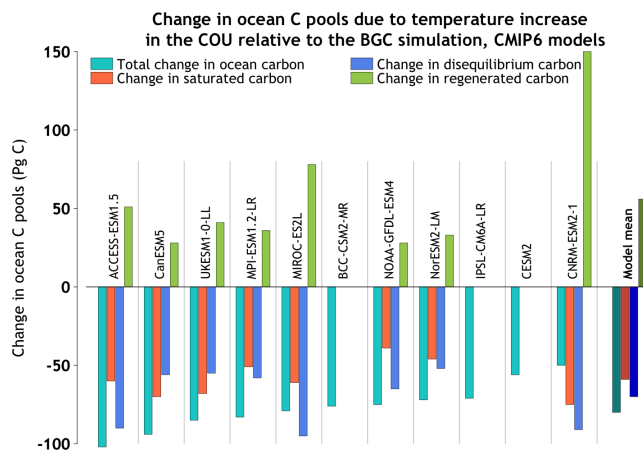 Change in ocean C pools due to temperature increase
in the COU relative to the BGC simulation, CMIP6 models
Total change in ocean carbon
Change in disequilibrium carbon
Change in saturated carbon
Change in regenerated carbon
Change in ocean C pools (Pg C)
150
100
50
0
-50
-100
ACCESS-ESM1.5
CanESM5
UKESM1-0-LL
MPI-ESM1.2-LR
MIROC-ES2L
BCC-CSM2-MR
NOAA-GFDL-ESM4
NorESM2-LM
IPSL-CM6A-LR
CESM2
CNRM-ESM2-1
Model mean